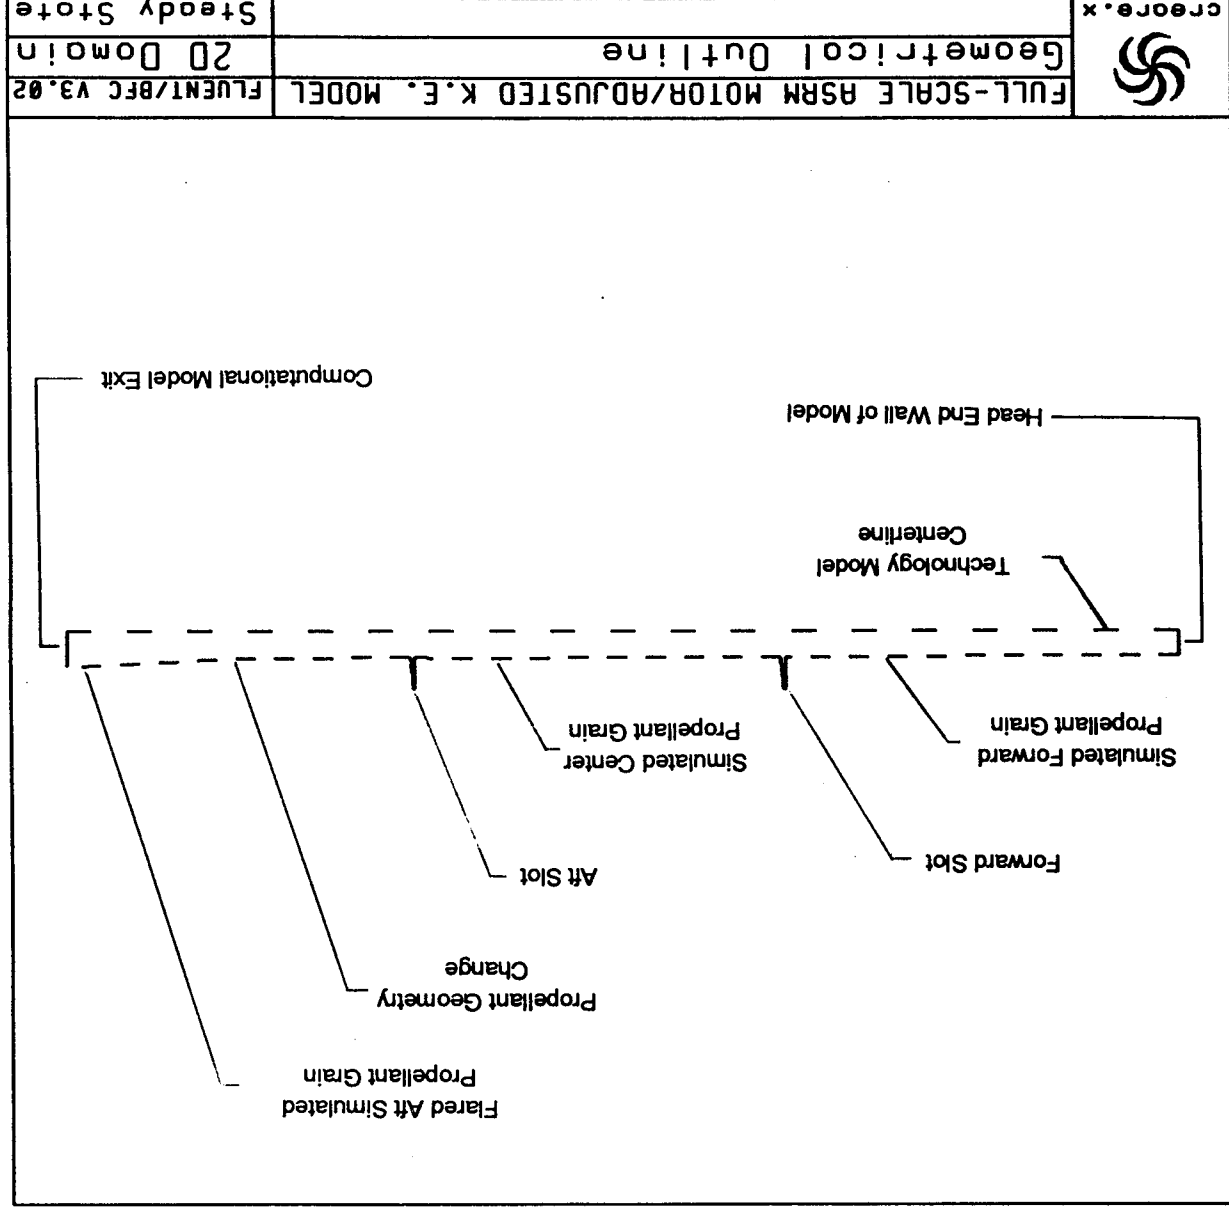 Flared Aft Simulated
Propellant Grain
Propellant Geometry
Change
Aft Slot
Forward Slot
Simulated Forward
Propellant Grain
Simulated Center
Propellant Grain
Technology Model
Centerline
Head End Wall of Model
Computational Model Exit
creare.x
FULL-SCALE ASRM MOTOR/ADJUSTED K.E. MODEL
Geometrical Outline
FLUENT/BFC V3.02
2D Domain
Steady State